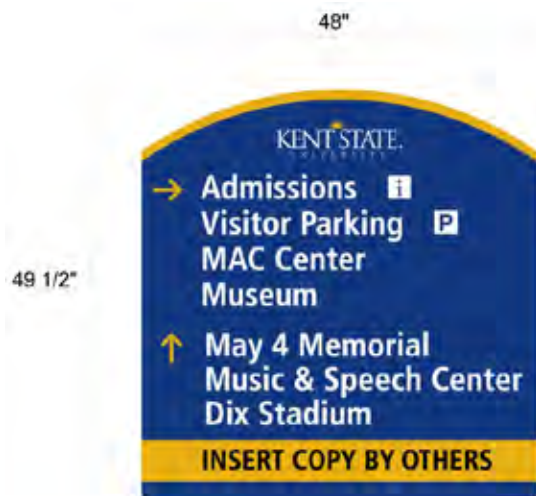 48"
KENT STATE.
UNIVERSITY
→ Admissions i
Visitor Parking P
MAC Center
49 1/2"
Museum
↑ May 4 Memorial
Music & Speech Center
Dix Stadium
INSERT COPY BY OTHERS